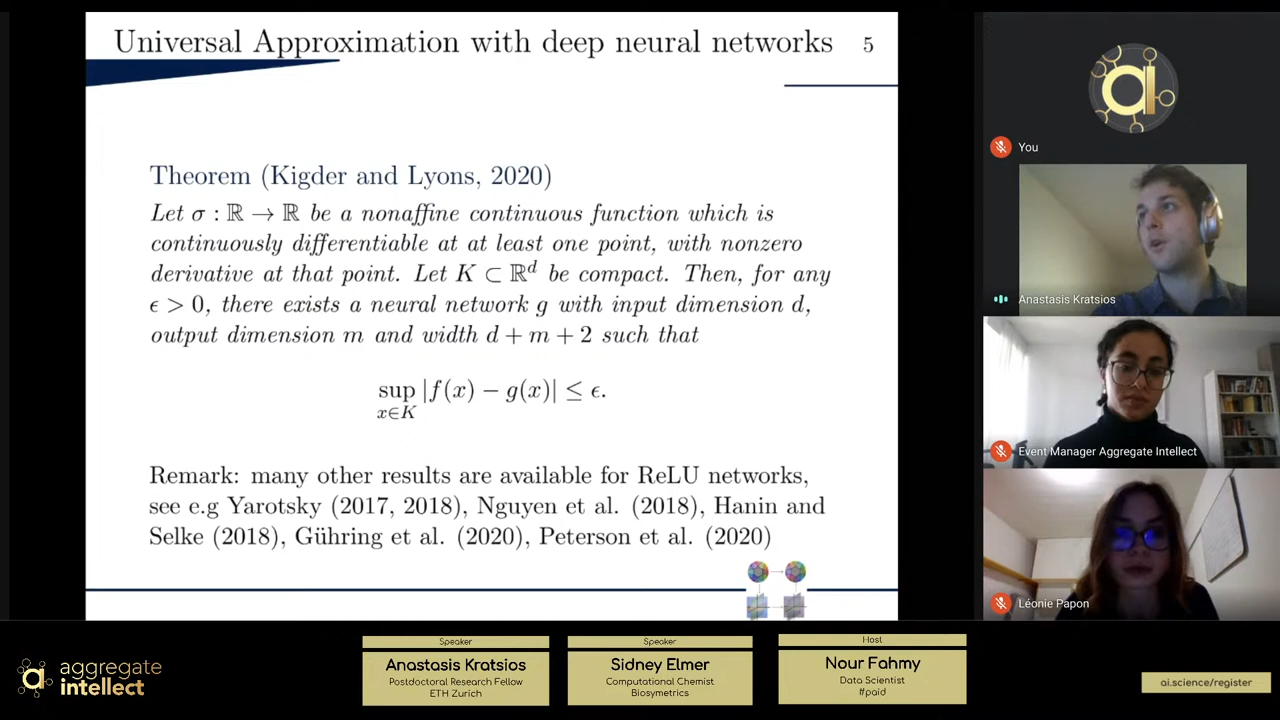 Universal Approximation with deep neural networks 5
Theorem (Kigder and Lyons, 2020)
Let σ : ℝ → ℝ be a nonaffine continuous function which is
continuously differentiable at at least one point, with nonzero
derivative at that point. Let K ⊂ ℝᵈ be compact. Then, for any
ϵ > 0, there exists a neural network g with input dimension d,
output dimension m and width d + m + 2 such that
sup |f(x) − g(x)| ≤ ϵ.
x∈K
Remark: many other results are available for ReLU networks,
see e.g Yarotsky (2017, 2018), Nguyen et al. (2018), Hanin and
Selke (2018), Gühring et al. (2020), Peterson et al. (2020)
You
Anastasis Kratsios
Event Manager Aggregate Intellect
Léonie Papon
aggregate
intellect
Speaker
Anastasis Kratsios
Postdoctoral Research Fellow
ETH Zurich
Speaker
Sidney Elmer
Computational Chemist
Biosymetrics
Host
Nour Fahmy
Data Scientist
#paid
ai.science/register